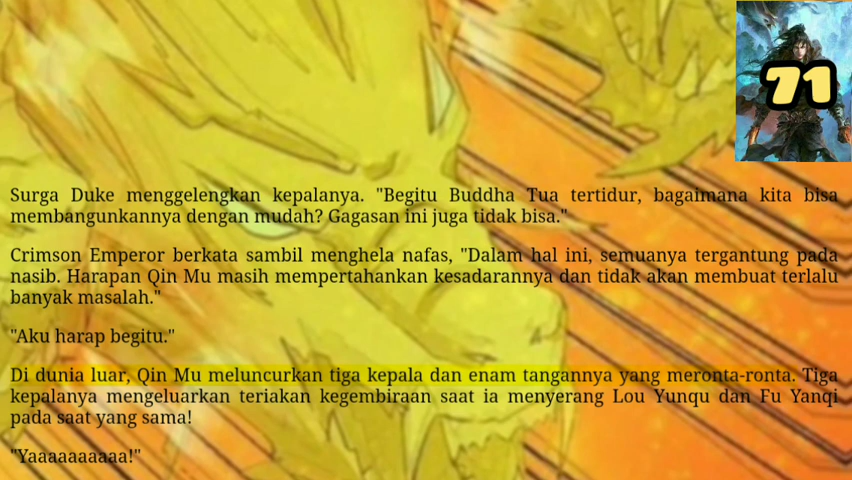 71
Surga Duke menggelengkan kepalanya. "Begitu Buddha Tua tertidur, bagaimana kita bisa
membangunkannya dengan mudah? Gagasan ini juga tidak bisa."
Crimson Emperor berkata sambil menghela nafas, "Dalam hal ini, semuanya tergantung pada
nasib. Harapan Qin Mu masih mempertahankan kesadarannya dan tidak akan membuat terlalu
banyak masalah."
"Aku harap begitu."
Di dunia luar, Qin Mu meluncurkan tiga kepala dan enam tangannya yang meronta-ronta. Tiga
kepalanya mengeluarkan teriakan kegembiraan saat ia menyerang Lou Yunqu dan Fu Yanqi
pada saat yang sama!
"Yaaaaaaaaaa!"